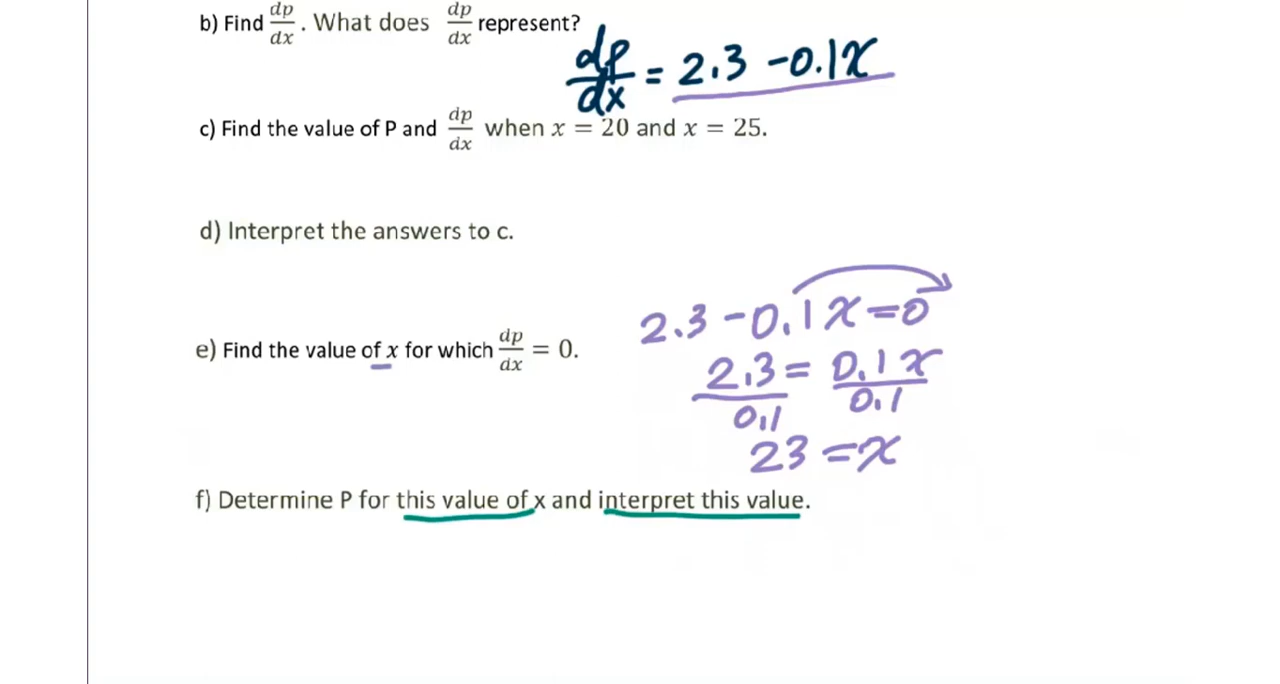 b) Find dp/dx . What does dp/dx represent?
dp/dx = 2.3 -0.1x
c) Find the value of P and dp/dx when x = 20 and x = 25.
d) Interpret the answers to c.
2.3 -0.1x=0
e) Find the value of x for which dp/dx = 0.
2.3/0.1 = 0.1x/0.1
23 =x
f) Determine P for this value of x and interpret this value.